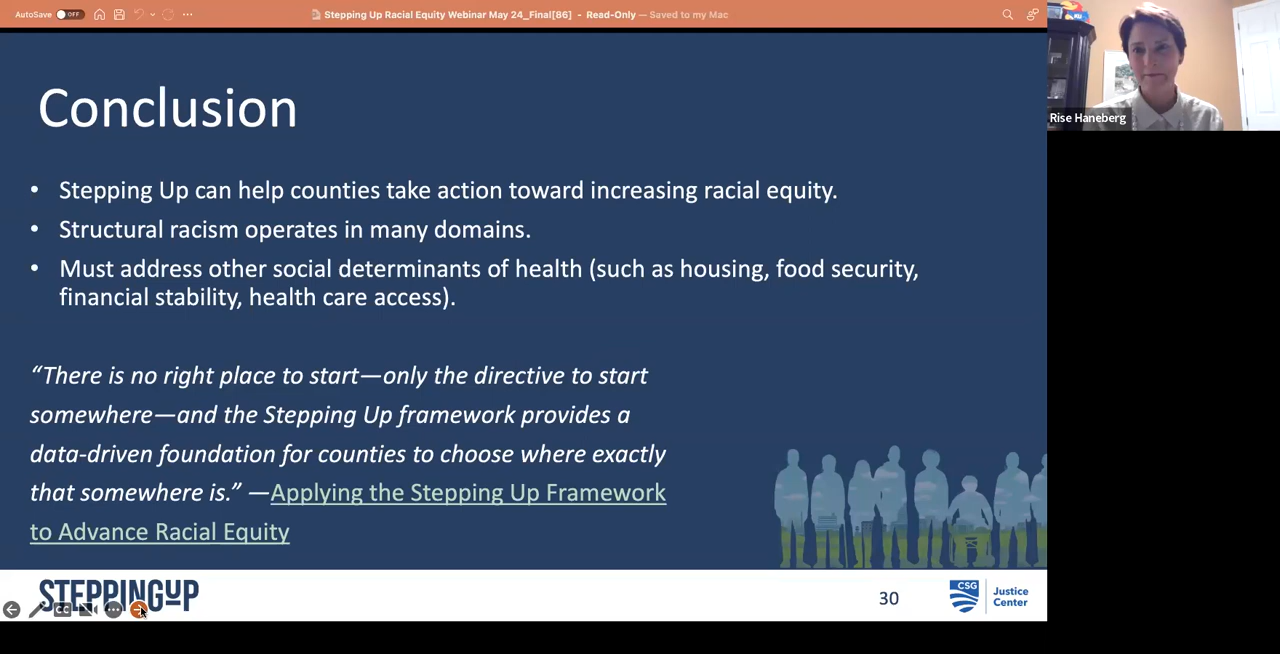 AutoSave OFF
Stepping Up Racial Equity Webinar May 24_Final[86] - Read-Only — Saved to my Mac
Rise Haneberg
Conclusion
• Stepping Up can help counties take action toward increasing racial equity.
• Structural racism operates in many domains.
• Must address other social determinants of health (such as housing, food security,
financial stability, health care access).
“There is no right place to start—only the directive to start
somewhere—and the Stepping Up framework provides a
data-driven foundation for counties to choose where exactly
that somewhere is.” —Applying the Stepping Up Framework
to Advance Racial Equity
STEPPING UP
CC
30
CSG
Justice
Center